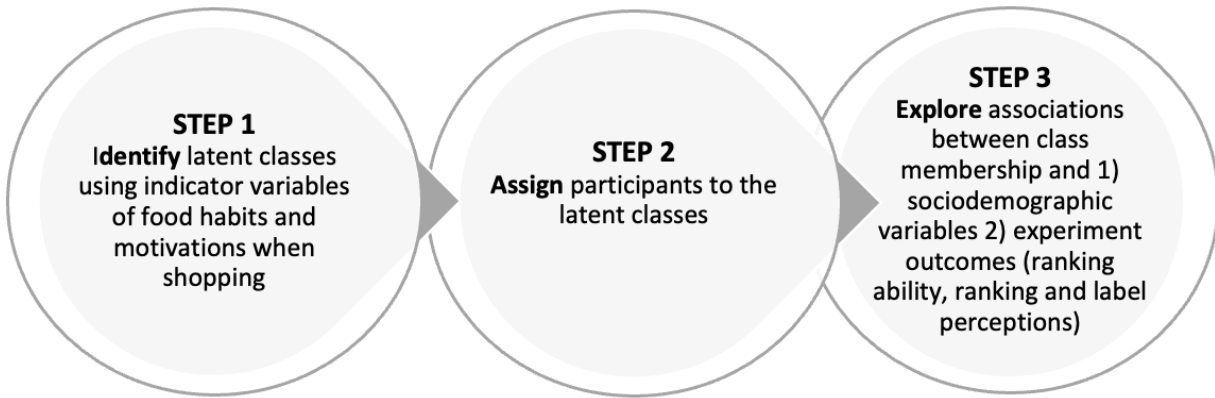 STEP 1
Identify latent classes
using indicator variables
of food habits and
motivations when
shopping
STEP 2
Assign participants to the
latent classes
STEP 3
Explore associations
between class
membership and 1)
sociodemographic
variables 2) experiment
outcomes (ranking
ability, ranking and label
perceptions)